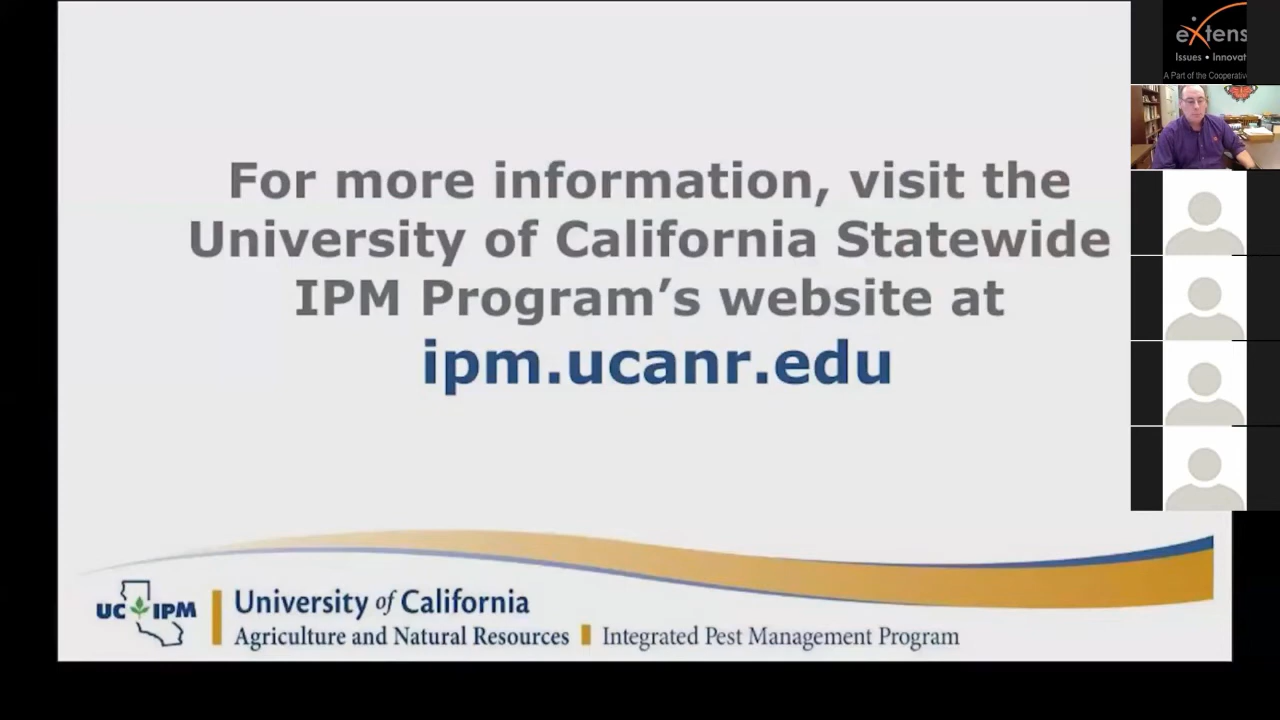 For more information, visit the
University of California Statewide
IPM Program’s website at
ipm.ucanr.edu
UC IPM
University of California
Agriculture and Natural Resources
Integrated Pest Management Program
eXtens
Issues • Innovat
A Part of the Cooperativ